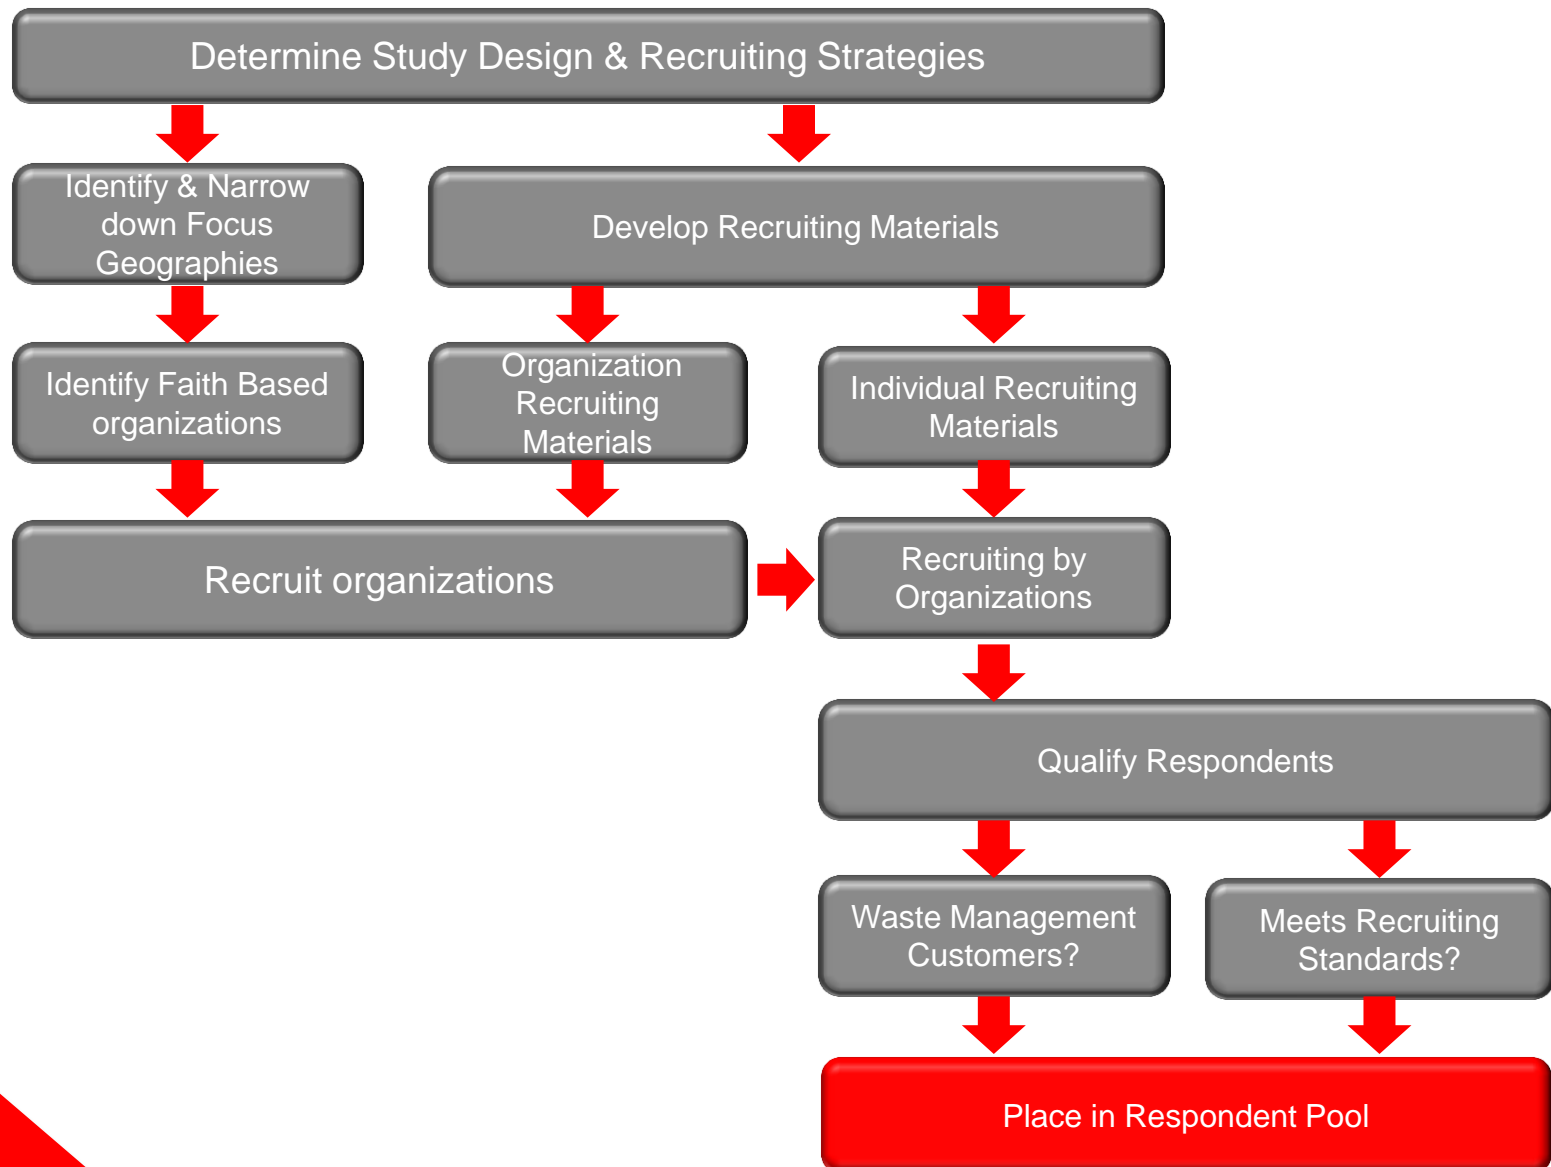 Determine Study Design & Recruiting Strategies
Identify & Narrow
down Focus
Geographies
Develop Recruiting Materials
Identify Faith Based
organizations
Organization
Recruiting
Materials
Individual Recruiting
Materials
Recruit organizations
Recruiting by
Organizations
Qualify Respondents
Waste Management
Customers?
Meets Recruiting
Standards?
Place in Respondent Pool